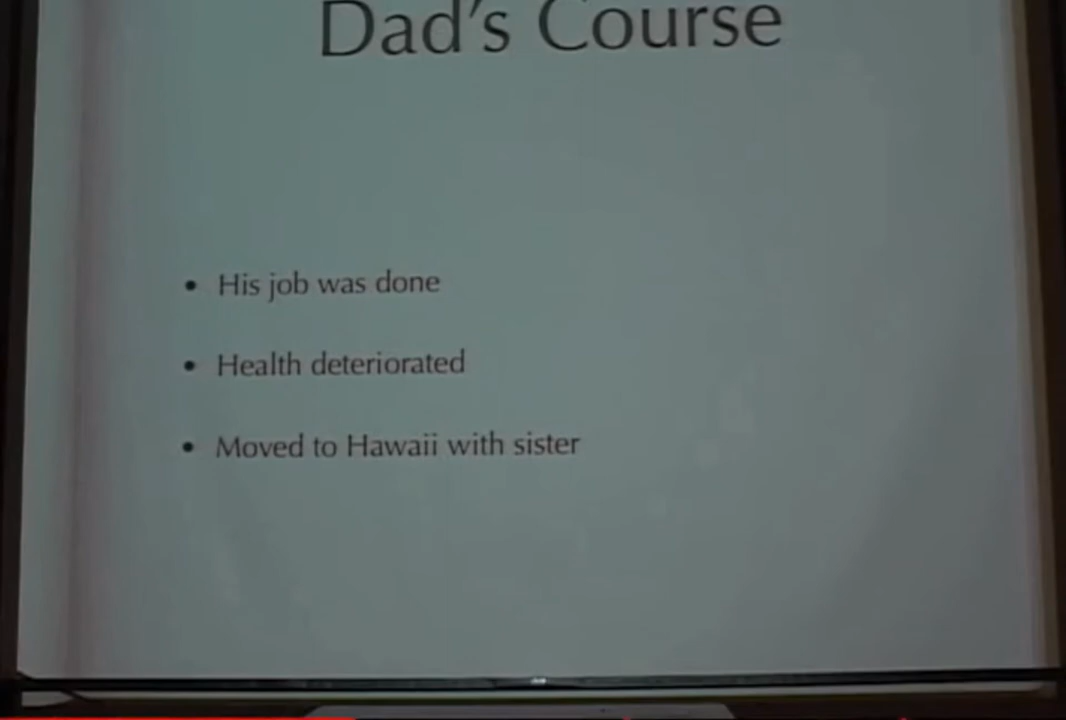 Dad's Course
• His job was done
• Health deteriorated
• Moved to Hawaii with sister